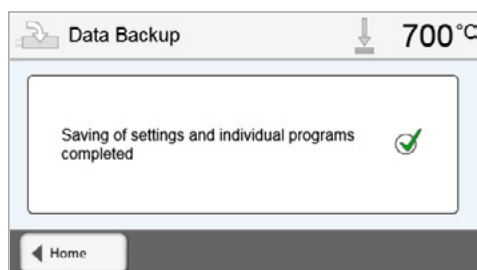 Data Backup
700°C
Saving of settings and individual programs
completed
Home